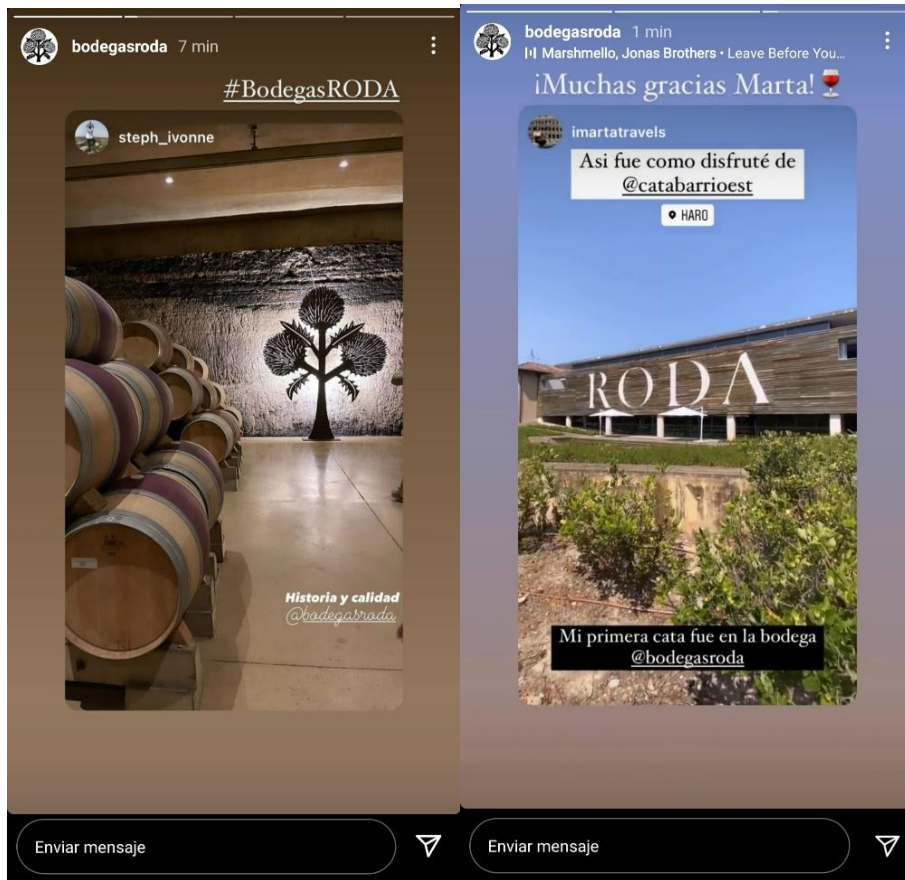 bodegasroda 7 min
#BodegasRODA
steph_ivonne
Historia y calidad
@bodegasroda
Enviar mensaje
bodegasroda 1 min
Marshmello, Jonas Brothers • Leave Before You...
¡Muchas gracias Marta!
imartatravels
Asi fue como disfruté de
@catabarrioest
HARO
RODA
Mi primera cata fue en la bodega
@bodegasroda
Enviar mensaje